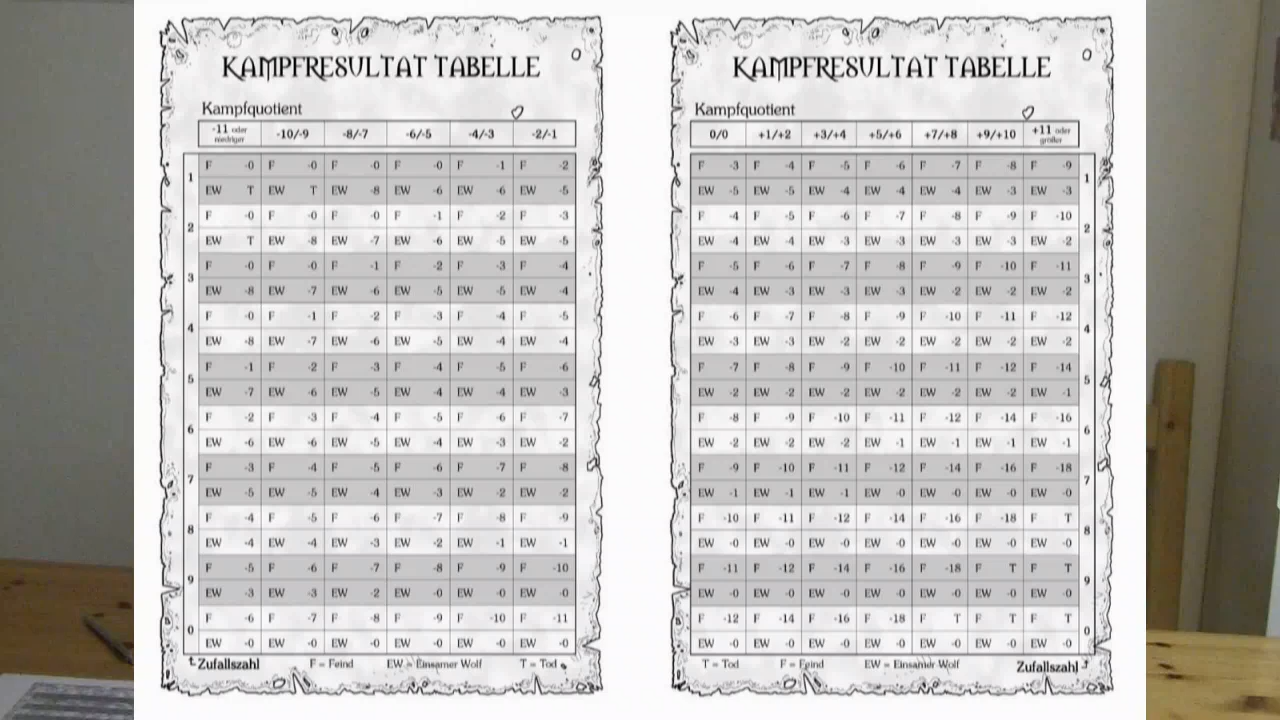 KAMPFRESULTAT TABELLE
Kampfquotient
-11 oder niedriger -10/-9 -8/-7 -6/-5 -4/-3 -2/-1
1
F -0 F -0 F -0 F -0 F -1 F -2
EW T EW T EW -8 EW -6 EW -6 EW -5
2
F -0 F -0 F -0 F -1 F -2 F -3
EW T EW -8 EW -7 EW -6 EW -5 EW -5
3
F -0 F -0 F -1 F -2 F -3 F -4
EW -8 EW -7 EW -6 EW -5 EW -5 EW -4
4
F -0 F -1 F -2 F -3 F -4 F -5
EW -8 EW -7 EW -6 EW -5 EW -4 EW -4
5
F -1 F -2 F -3 F -4 F -5 F -6
EW -7 EW -6 EW -5 EW -4 EW -4 EW -3
6
F -2 F -3 F -4 F -5 F -6 F -7
EW -6 EW -6 EW -5 EW -4 EW -3 EW -2
7
F -3 F -4 F -5 F -6 F -7 F -8
EW -5 EW -5 EW -4 EW -3 EW -2 EW -2
8
F -4 F -5 F -6 F -7 F -8 F -9
EW -4 EW -4 EW -3 EW -2 EW -1 EW -1
9
F -5 F -6 F -7 F -8 F -9 F -10
EW -3 EW -3 EW -2 EW -0 EW -0 EW -0
0
F -6 F -7 F -8 F -9 F -10 F -11
EW -0 EW -0 EW -0 EW -0 EW -0 EW -0
Zufallszahl F = Feind EW = Einsamer Wolf T = Tod
KAMPFRESULTAT TABELLE
Kampfquotient
0/0 +1/+2 +3/+4 +5/+6 +7/+8 +9/+10 +11 oder größer
F -3 F -4 F -5 F -6 F -7 F -8 F -9
1
EW -5 EW -5 EW -4 EW -4 EW -4 EW -3 EW -3
F -4 F -5 F -6 F -7 F -8 F -9 F -10
2
EW -4 EW -4 EW -3 EW -3 EW -3 EW -3 EW -2
F -5 F -6 F -7 F -8 F -9 F -10 F -11
3
EW -4 EW -3 EW -3 EW -3 EW -2 EW -2 EW -2
F -6 F -7 F -8 F -9 F -10 F -11 F -12
4
EW -3 EW -3 EW -2 EW -2 EW -2 EW -2 EW -2
F -7 F -8 F -9 F -10 F -11 F -12 F -14
5
EW -2 EW -2 EW -2 EW -2 EW -2 EW -2 EW -1
F -8 F -9 F -10 F -11 F -12 F -14 F -16
6
EW -2 EW -2 EW -2 EW -1 EW -1 EW -1 EW -1
F -9 F -10 F -11 F -12 F -14 F -16 F -18
7
EW -1 EW -1 EW -1 EW -0 EW -0 EW -0 EW -0
F -10 F -11 F -12 F -14 F -16 F -18 F T
8
EW -0 EW -0 EW -0 EW -0 EW -0 EW -0 EW -0
F -11 F -12 F -14 F -16 F -18 F T F T
9
EW -0 EW -0 EW -0 EW -0 EW -0 EW -0 EW -0
F -12 F -14 F -16 F -18 F T F T F T
0
EW -0 EW -0 EW -0 EW -0 EW -0 EW -0 EW -0
T = Tod F = Feind EW = Einsamer Wolf Zufallszahl